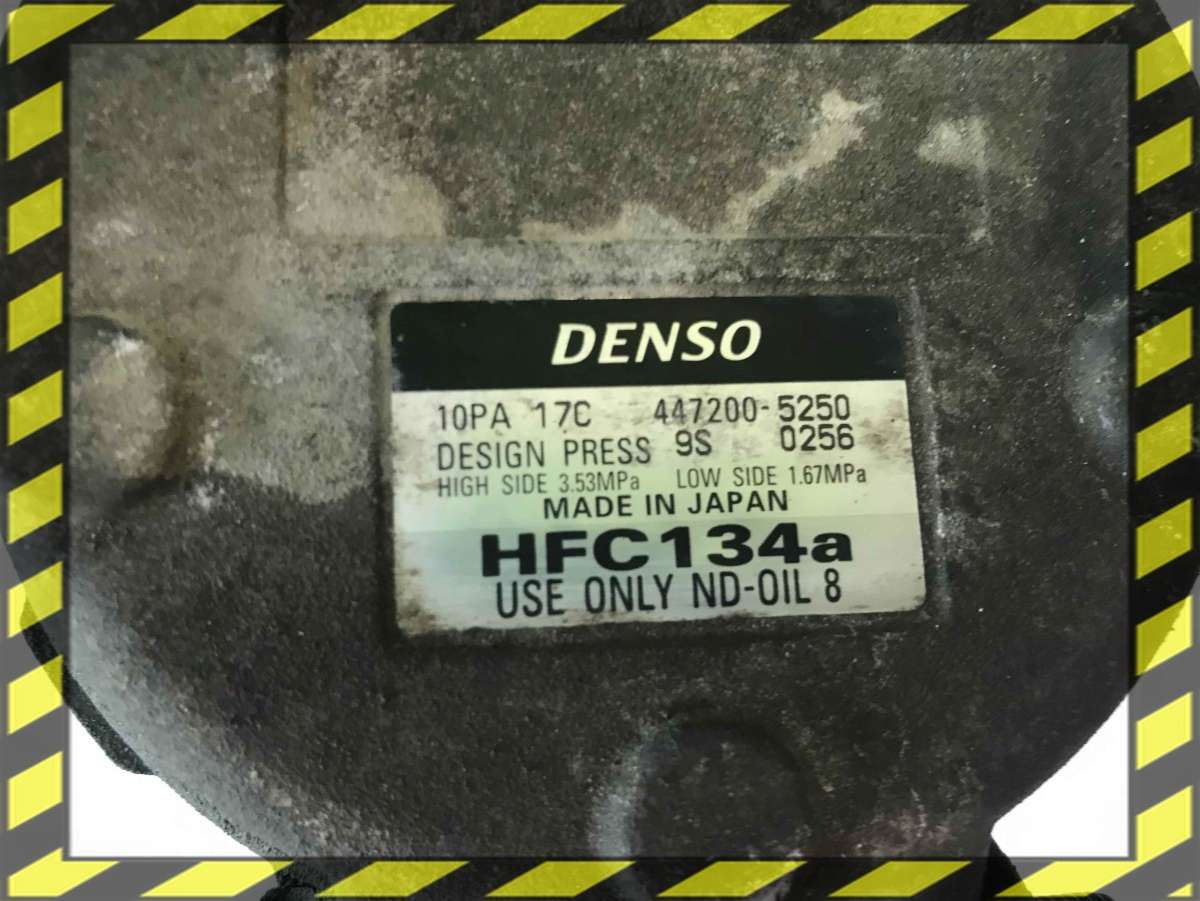 DENSO
10PA 17C 447200-5250
DESIGN PRESS 9S 0256
HIGH SIDE 3.53MPa LOW SIDE 1.67MPa
MADE IN JAPAN
HFC134a
USE ONLY ND-OIL 8